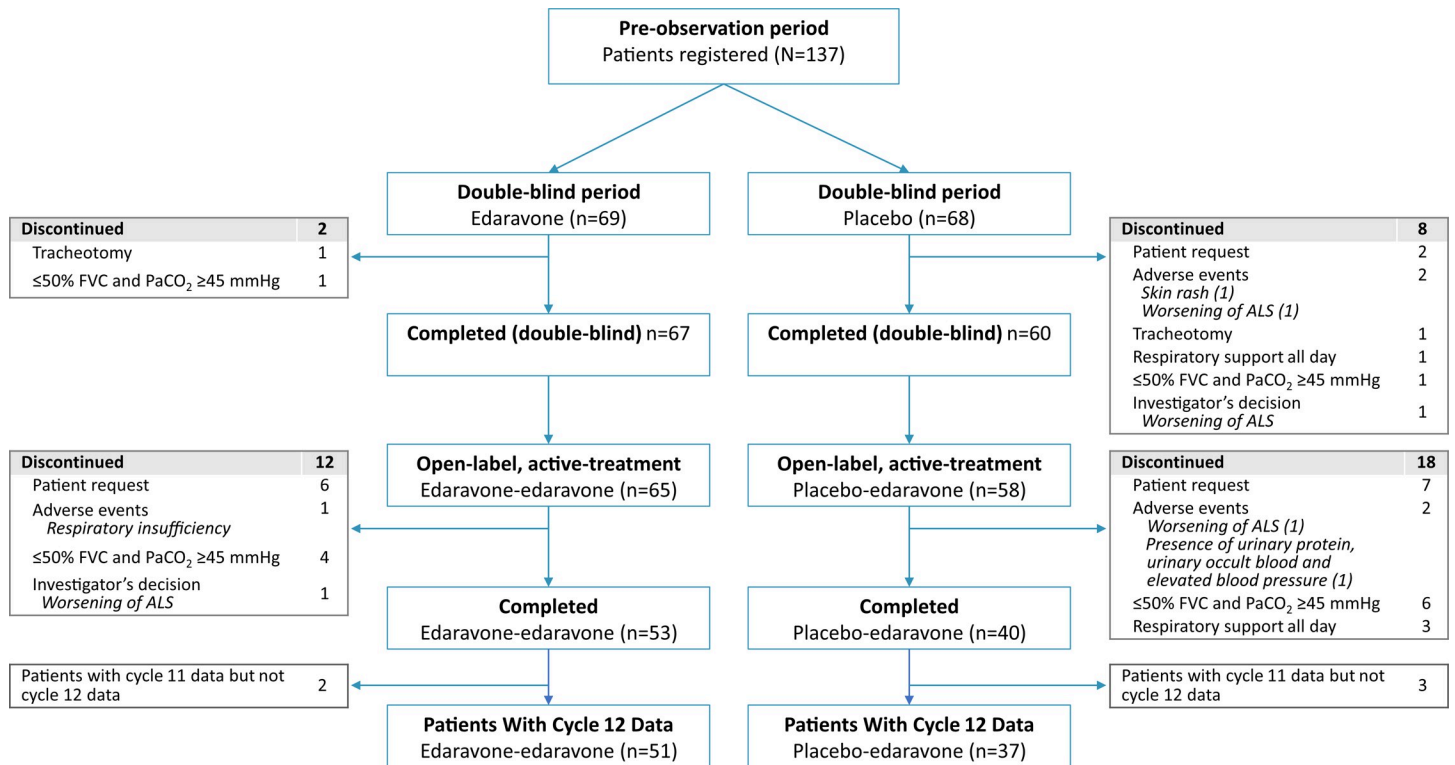 Pre-observation period
Patients registered (N=137)
Double-blind period
Edaravone (n=69)
Double-blind period
Placebo (n=68)
Discontinued 2
Tracheotomy 1
≤50% FVC and PaCO₂ ≥45 mmHg 1
Discontinued 8
Patient request 2
Adverse events 2
Skin rash (1)
Worsening of ALS (1)
Tracheotomy 1
Respiratory support all day 1
≤50% FVC and PaCO₂ ≥45 mmHg 1
Investigator’s decision 1
Worsening of ALS
Completed (double-blind) n=67
Completed (double-blind) n=60
Open-label, active-treatment
Edaravone-edaravone (n=65)
Open-label, active-treatment
Placebo-edaravone (n=58)
Discontinued 12
Patient request 6
Adverse events 1
Respiratory insufficiency
≤50% FVC and PaCO₂ ≥45 mmHg 4
Investigator’s decision 1
Worsening of ALS
Discontinued 18
Patient request 7
Adverse events 2
Worsening of ALS (1)
Presence of urinary protein,
urinary occult blood and
elevated blood pressure (1)
≤50% FVC and PaCO₂ ≥45 mmHg 6
Respiratory support all day 3
Completed
Edaravone-edaravone (n=53)
Completed
Placebo-edaravone (n=40)
Patients with cycle 11 data but not
cycle 12 data 2
Patients with cycle 11 data but not
cycle 12 data 3
Patients With Cycle 12 Data
Edaravone-edaravone (n=51)
Patients With Cycle 12 Data
Placebo-edaravone (n=37)